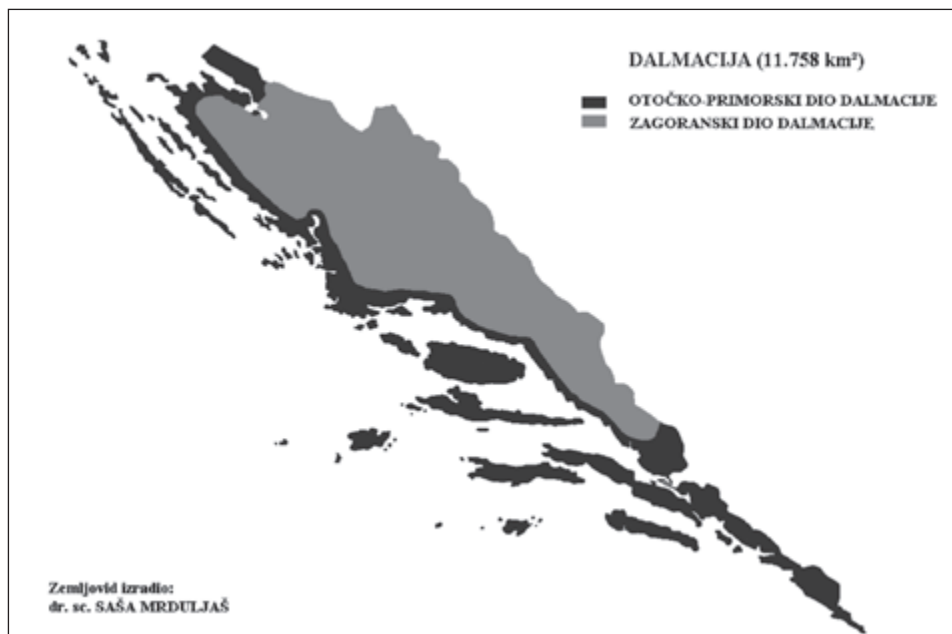 DALMACIJA (11.758 km²)
OTOČKO-PRIMORSKI DIO DALMACIJE
ZAGORANSKI DIO DALMACIJE
Zemljovid izradio:
dr. sc. SAŠA MRDULJAŠ